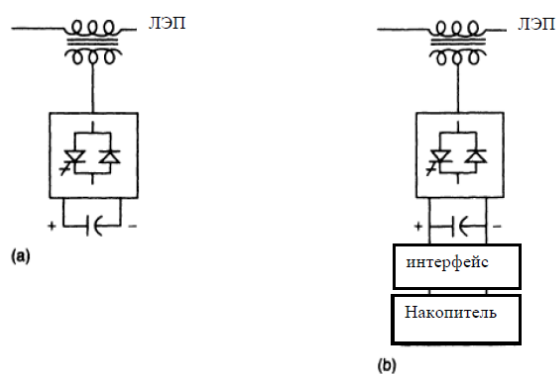 ЛЭП
ЛЭП
+ −
+ −
(a)
интерфейс
Накопитель
(b)